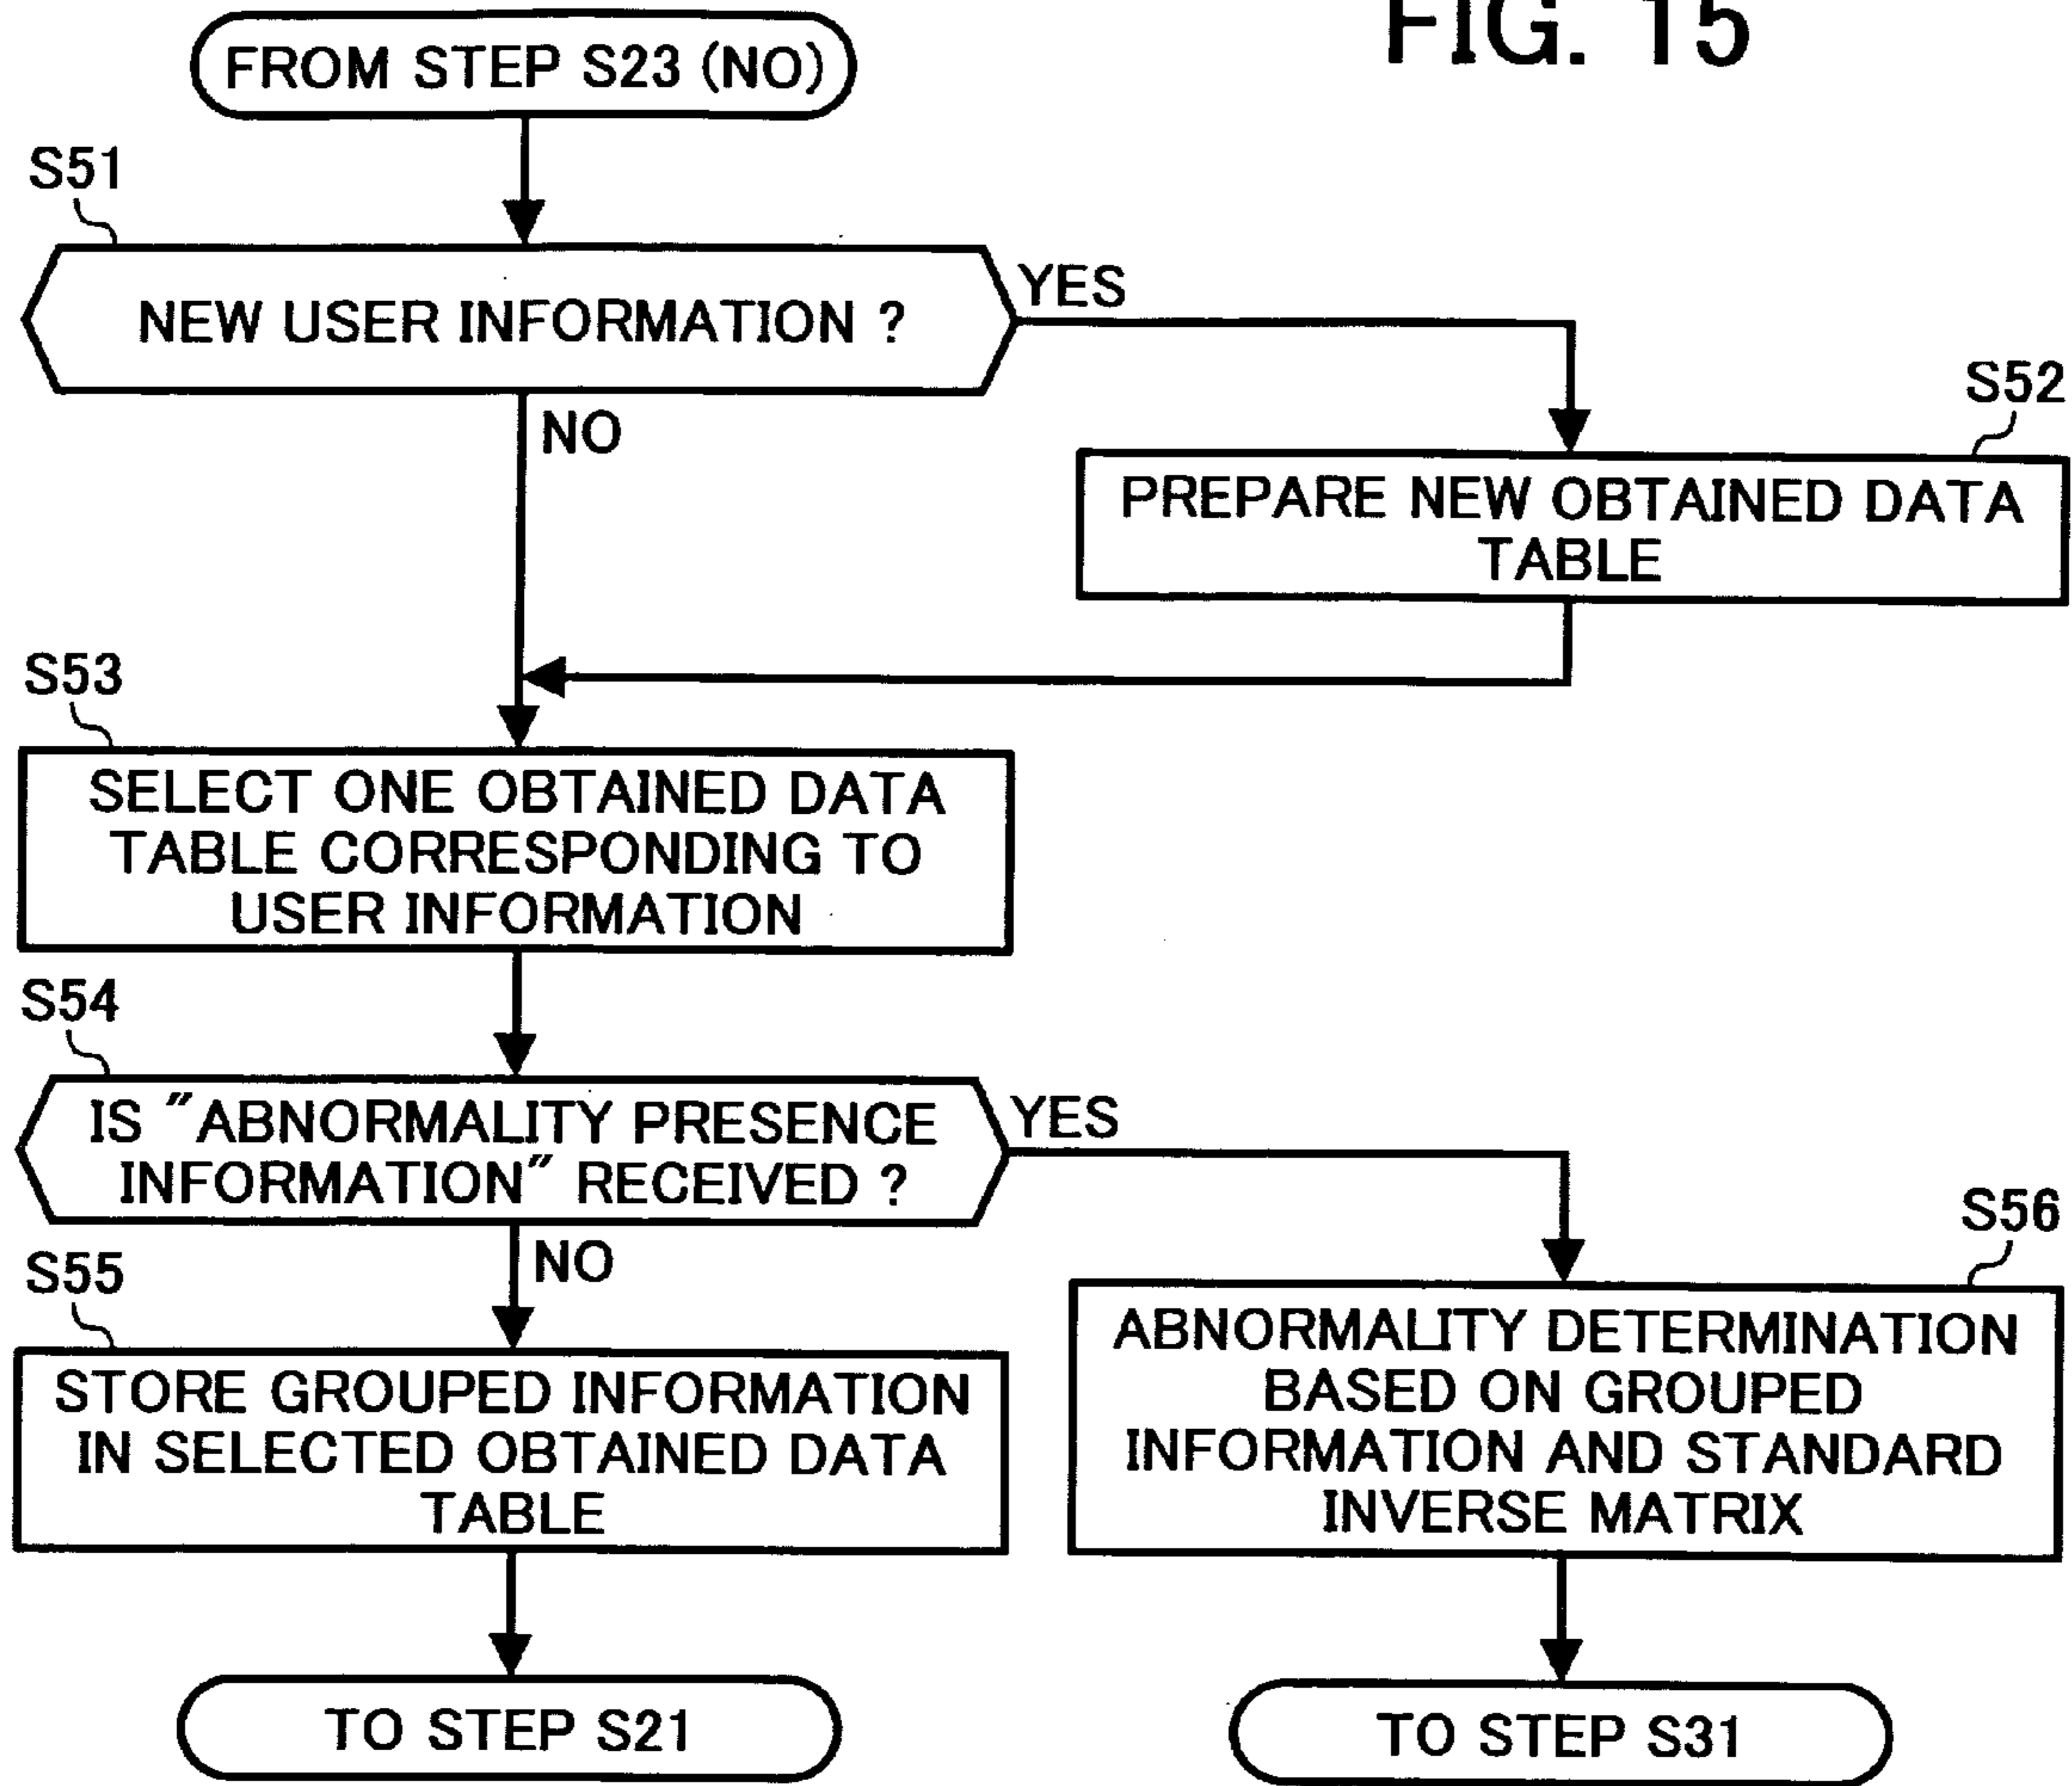 FIG. 15
FROM STEP S23 (NO)
S51
NEW USER INFORMATION ?
YES
NO
S52
PREPARE NEW OBTAINED DATA
TABLE
S53
SELECT ONE OBTAINED DATA
TABLE CORRESPONDING TO
USER INFORMATION
S54
IS "ABNORMALITY PRESENCE
INFORMATION" RECEIVED ?
YES
NO
S55
STORE GROUPED INFORMATION
IN SELECTED OBTAINED DATA
TABLE
S56
ABNORMALITY DETERMINATION
BASED ON GROUPED
INFORMATION AND STANDARD
INVERSE MATRIX
TO STEP S21
TO STEP S31